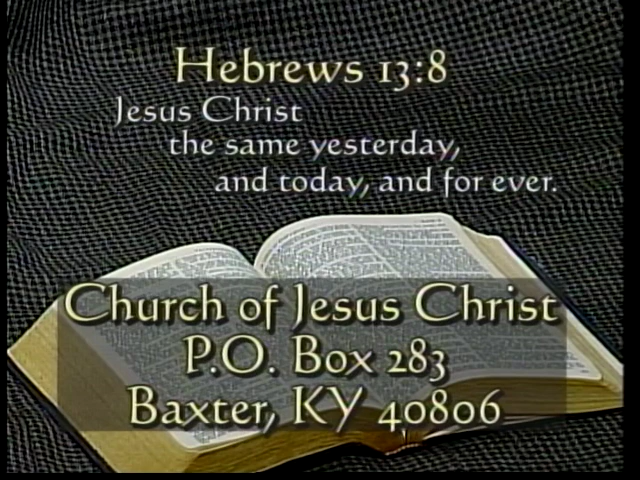 Hebrews 13:8
Jesus Christ
the same yesterday,
and today, and for ever.
Church of Jesus Christ
P.O. Box 283
Baxter, KY 40806